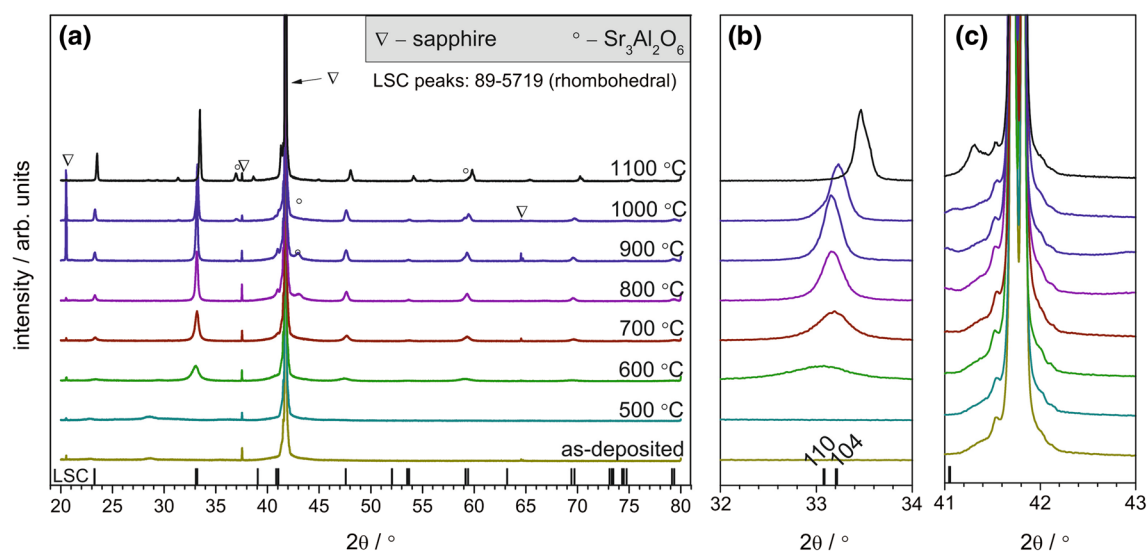 (a)
∇ – sapphire ° – Sr3Al2O6
LSC peaks: 89-5719 (rhombohedral)
∇
∇
∇
∇
°
°
°
°
1100 °C
1000 °C
900 °C
800 °C
700 °C
600 °C
500 °C
as-deposited
LSC
20 25 30 35 40 45 50 55 60 65 70 75 80
2θ / °
intensity / arb. units
(b)
110
104
32 33 34
2θ / °
(c)
41 42 43
2θ / °